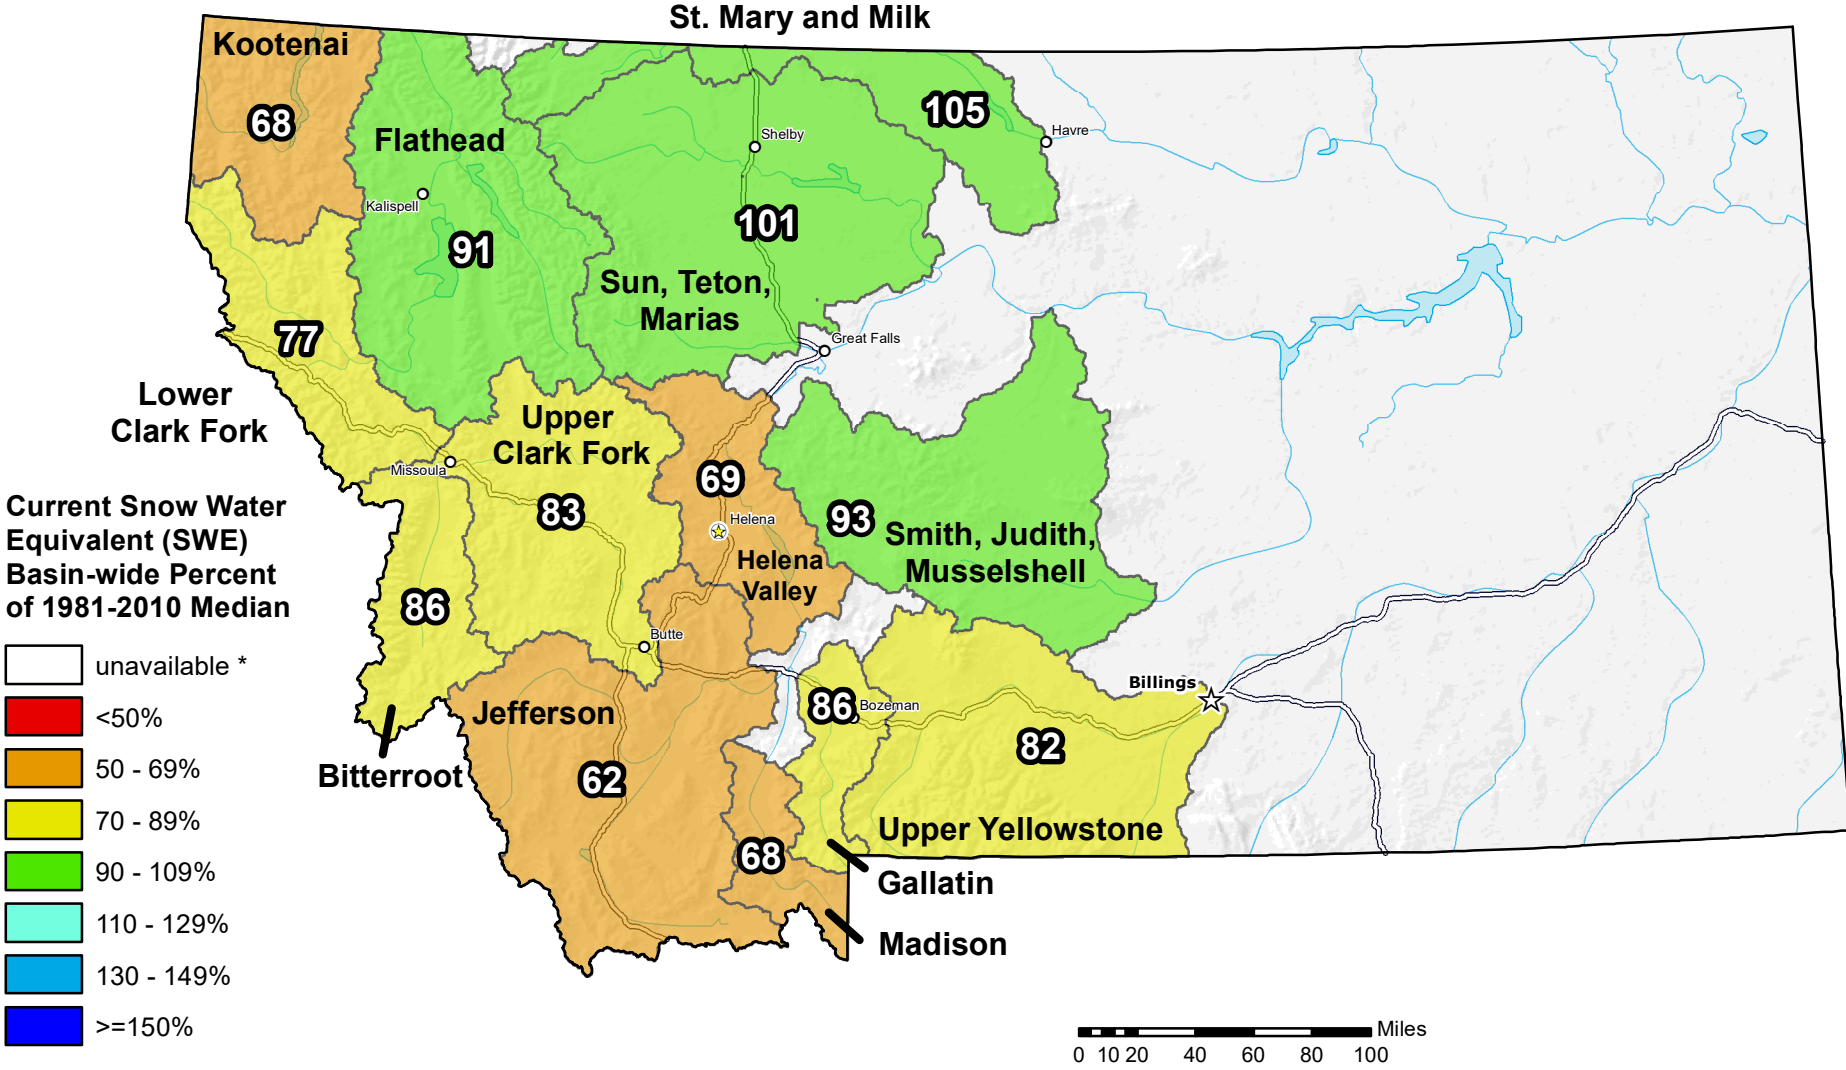 St. Mary and Milk
Kootenai
68
Flathead
105
Havre
Shelby
Kalispell
91
101
Sun, Teton,
Marias
77
Great Falls
Lower
Clark Fork
Upper
Clark Fork
Missoula
69
83
Helena
93
Smith, Judith,
Musselshell
Helena
Valley
Current Snow Water
Equivalent (SWE)
Basin-wide Percent
of 1981-2010 Median
86
Butte
unavailable *
<50%
50 - 69%
70 - 89%
90 - 109%
110 - 129%
130 - 149%
>=150%
Jefferson
62
Bitterroot
86
Bozeman
Billings
82
Upper Yellowstone
68
Gallatin
Madison
Miles
0 10 20 40 60 80 100